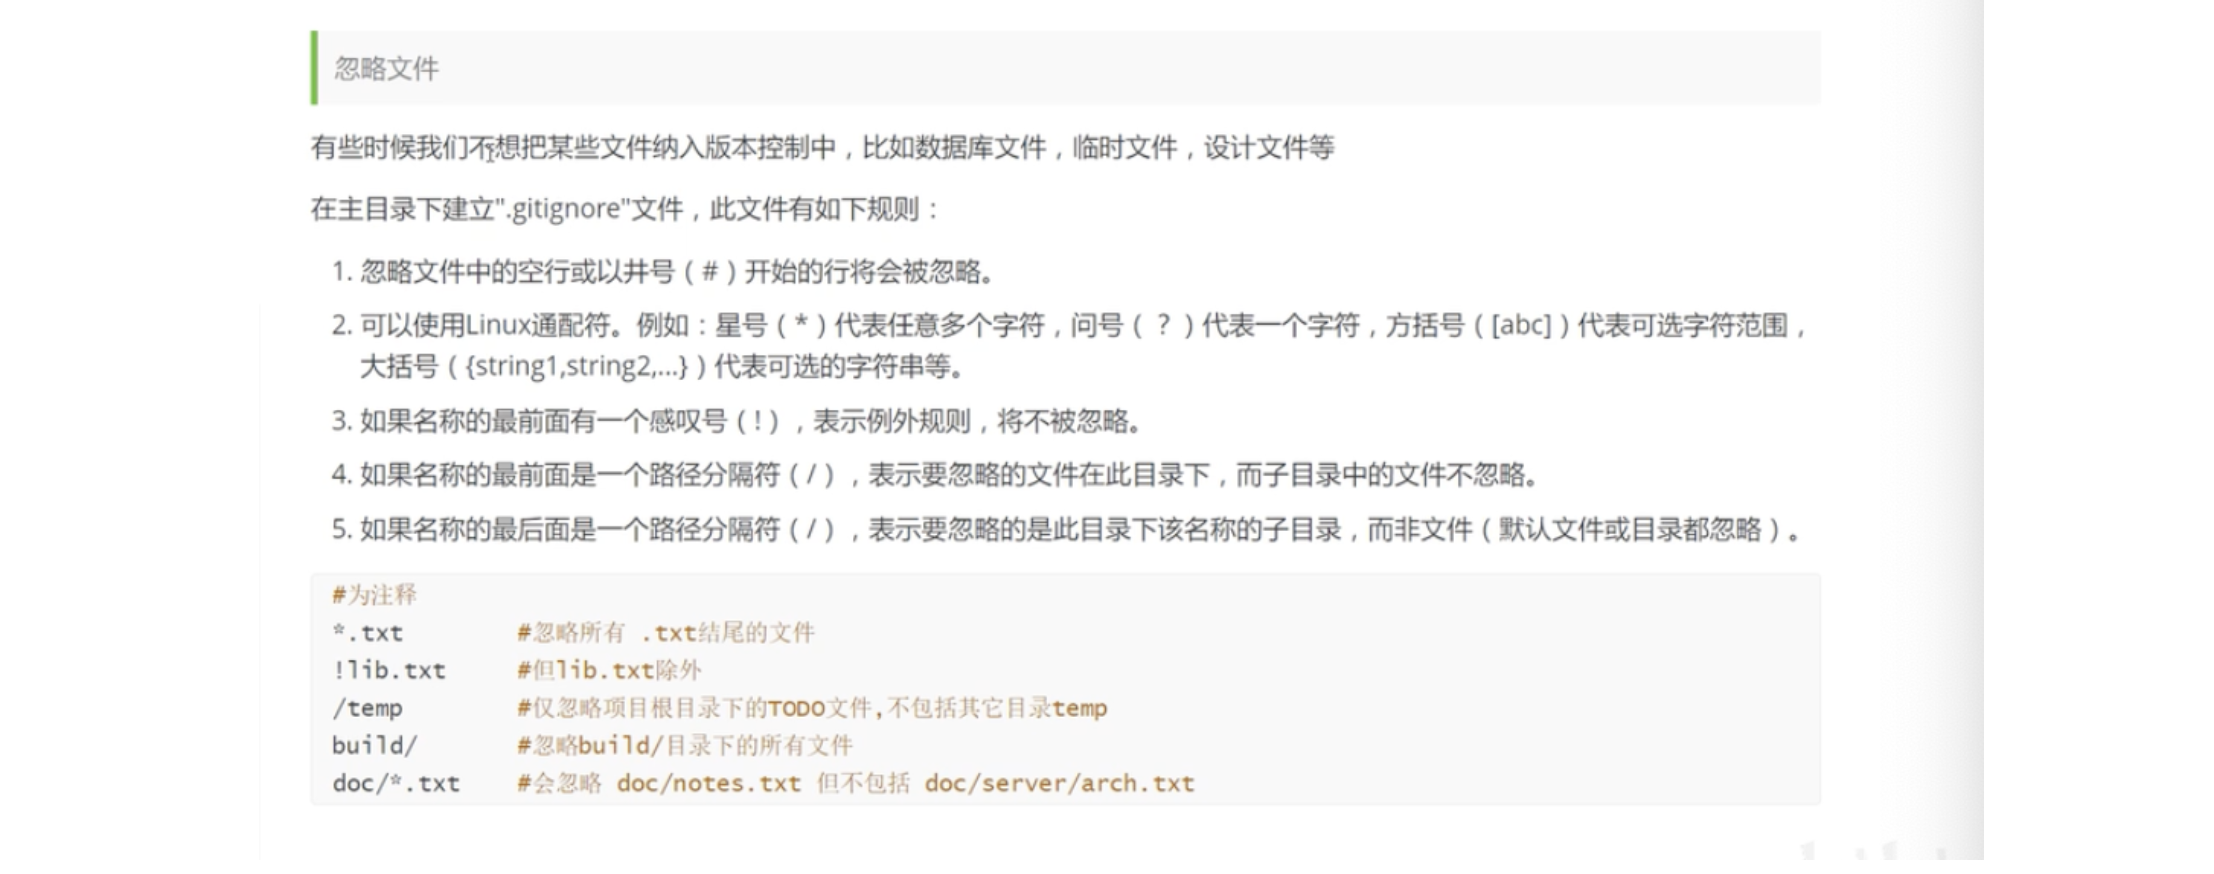 忽略文件
有些时候我们不想把某些文件纳入版本控制中，比如数据库文件，临时文件，设计文件等
在主目录下建立".gitignore"文件，此文件有如下规则：
1. 忽略文件中的空行或以井号（#）开始的行将会被忽略。
2. 可以使用Linux通配符。例如：星号（*）代表任意多个字符，问号（？）代表一个字符，方括号（[abc]）代表可选字符范围，
大括号（{string1,string2,...}）代表可选的字符串等。
3. 如果名称的最前面有一个感叹号（!），表示例外规则，将不被忽略。
4. 如果名称的最前面是一个路径分隔符（/），表示要忽略的文件在此目录下，而子目录中的文件不忽略。
5. 如果名称的最后面是一个路径分隔符（/），表示要忽略的是此目录下该名称的子目录，而非文件（默认文件或目录都忽略）。
#为注释
*.txt #忽略所有 .txt结尾的文件
!lib.txt #但lib.txt除外
/temp #仅忽略项目根目录下的TODO文件,不包括其它目录temp
build/ #忽略build/目录下的所有文件
doc/*.txt #会忽略 doc/notes.txt 但不包括 doc/server/arch.txt